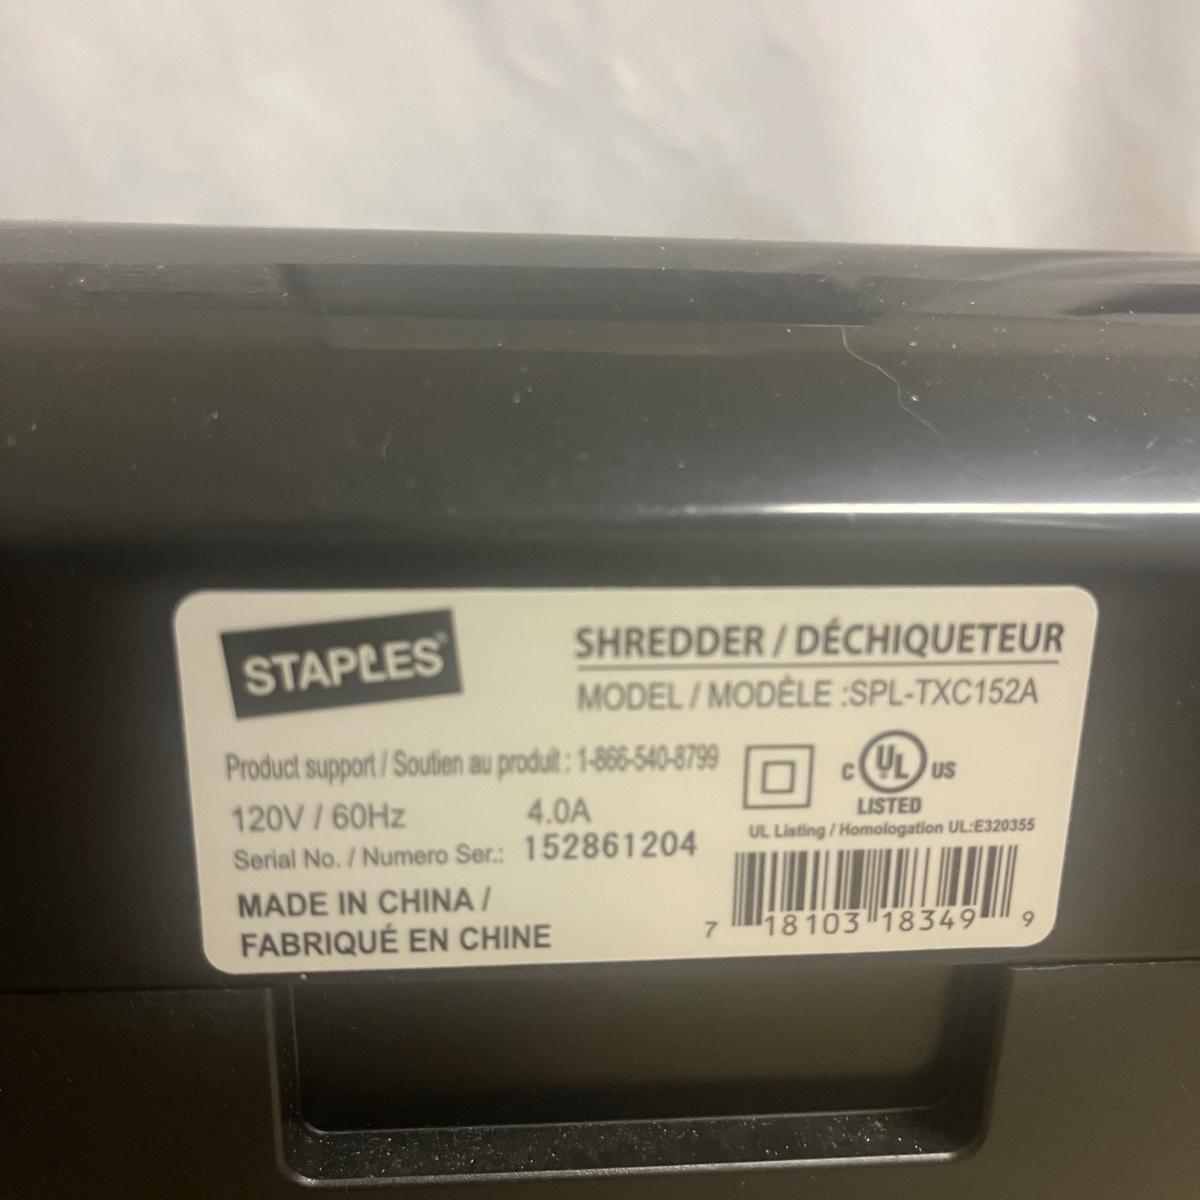 STAPLES®
SHREDDER / DÉCHIQUETEUR
MODEL / MODÈLE :SPL-TXC152A
Product support / Soutien au produit : 1-866-540-8799
120V / 60Hz 4.0A
Serial No. / Numero Ser.: 152861204
MADE IN CHINA /
FABRIQUÉ EN CHINE
C UL US
LISTED
UL Listing / Homologation UL:E320355
7 18103 18349 9